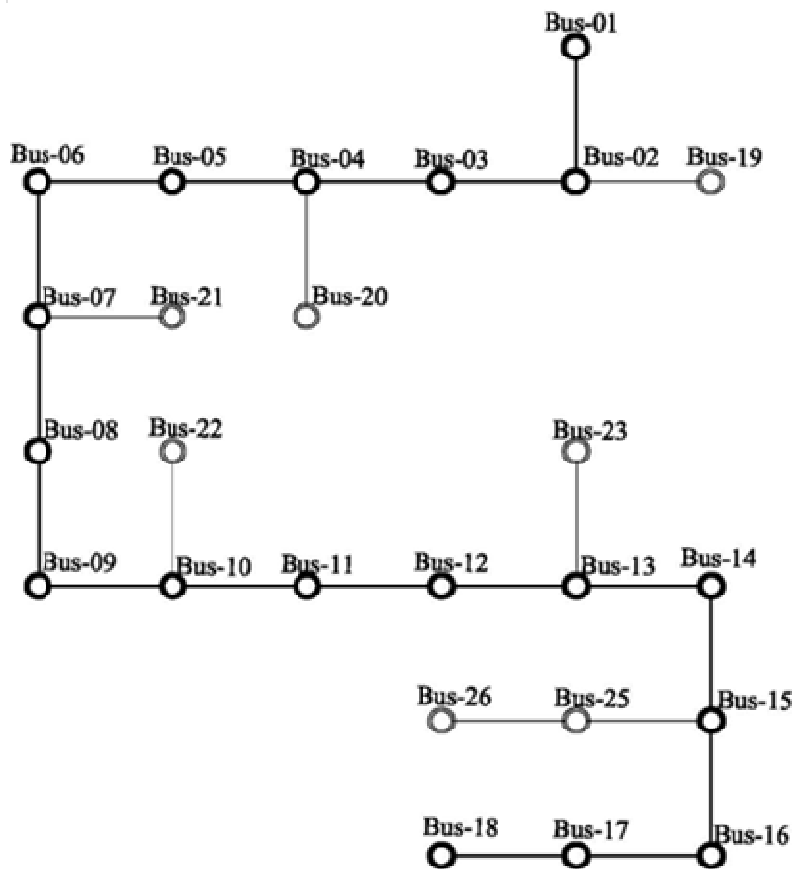 Bus-01
Bus-06 Bus-05 Bus-04 Bus-03 Bus-02 Bus-19
Bus-07 Bus-21 Bus-20
Bus-08 Bus-22 Bus-23
Bus-09 Bus-10 Bus-11 Bus-12 Bus-13 Bus-14
Bus-26 Bus-25 Bus-15
Bus-18 Bus-17 Bus-16